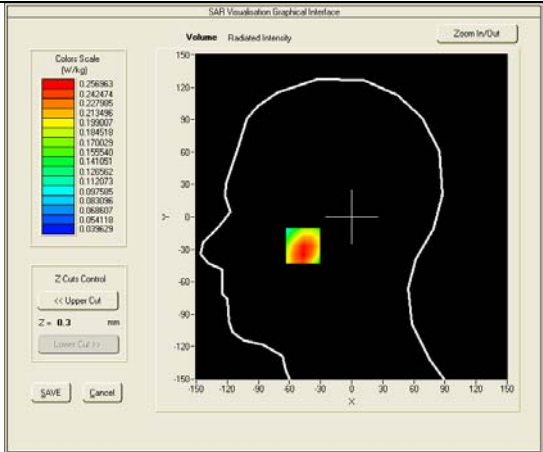 SAR Visualisation Graphical Interface
Volume Radiated Intensity
Zoom In/Out
Colors Scale
(W/kg)
0.256963
0.242474
0.227985
0.213496
0.199007
0.184518
0.170029
0.155540
0.141051
0.126562
0.112073
0.097585
0.083096
0.068607
0.054118
0.039629
Z Cuts Control
<< Upper Cut
Z = 0.3 mm
Lower Cut >>
SAVE Cancel
150
120
90
60
30
0
-30
-60
-90
-120
-150
Y
-150 -120 -90 -60 -30 0 30 60 90 120 150
X